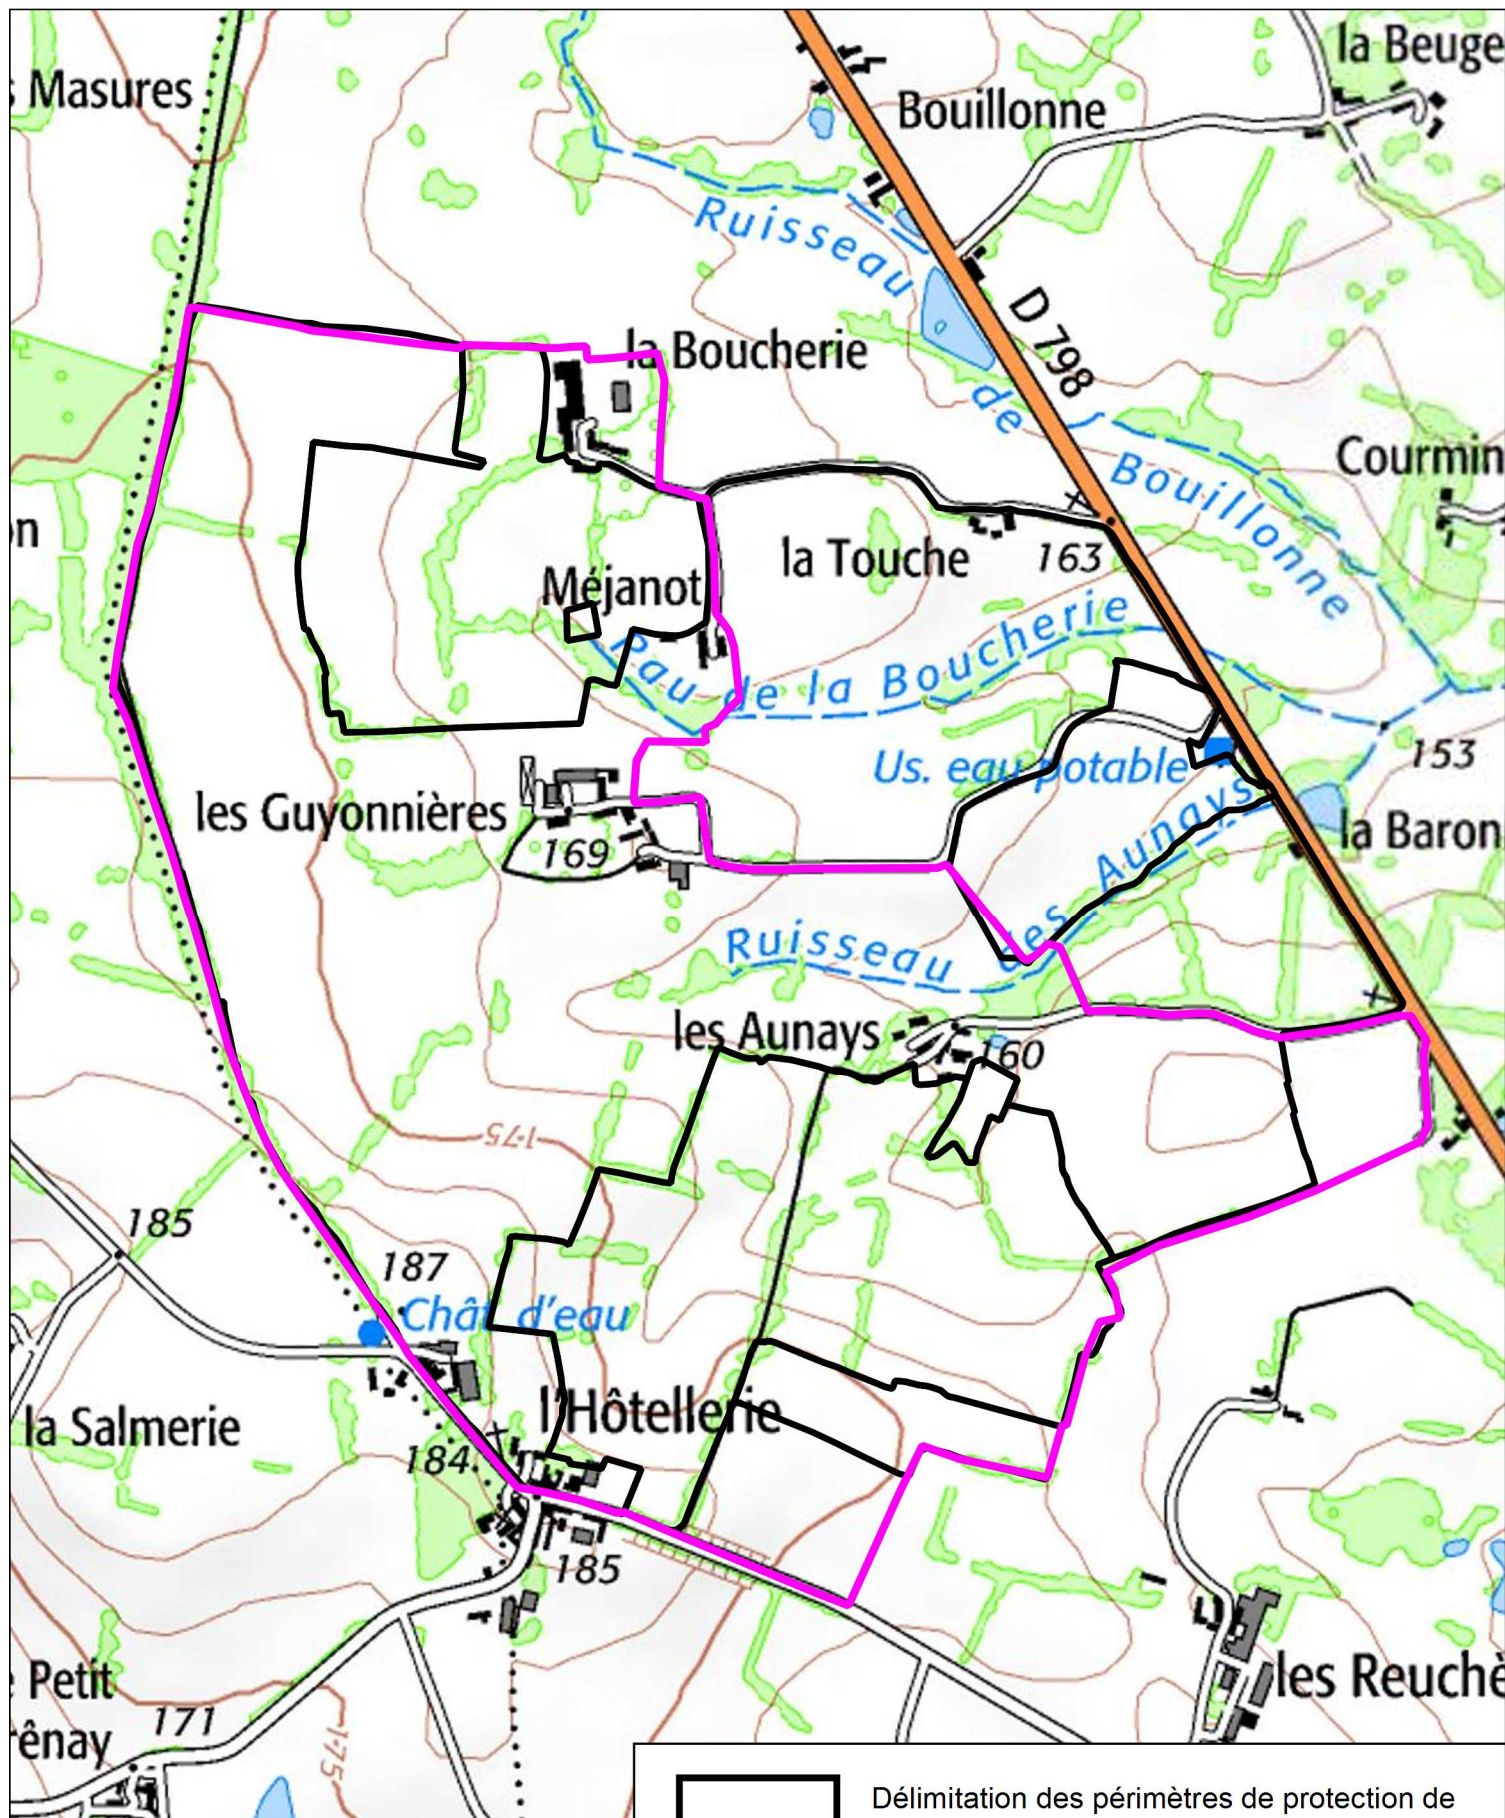 la Beuge
Masures
Bouillonne
Ruisseau de Bouillonne
D 798
la Boucherie
Courmin
on
la Touche
163
Méjanot
Pau de la Boucherie
153
Us. eau potable
les Guyonnières
169
la Baron
Ruisseau des Aunays
les Aunays
160
175
185
187
Chât d'eau
la Salmerie
l'Hôtellerie
184
185
Petit
rênay
171
175
les Reuchè
Délimitation des périmètres de protection de